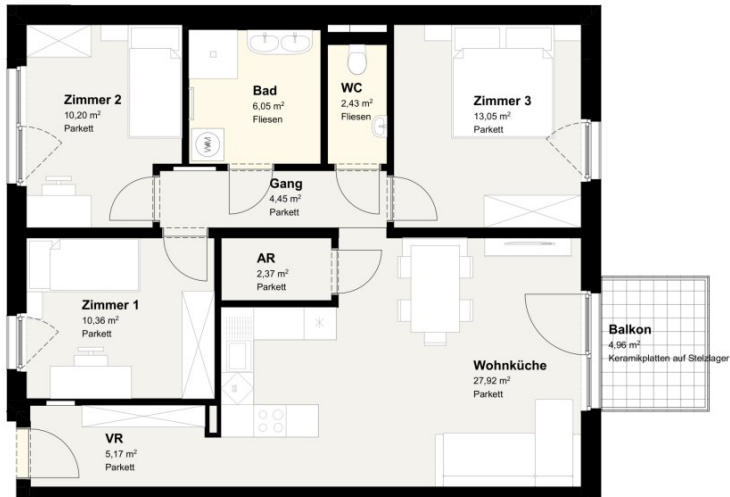 Zimmer 2
10,20 m²
Parkett
Bad
6,05 m²
Fliesen
WM
WC
2,43 m²
Fliesen
Zimmer 3
13,05 m²
Parkett
Gang
4,45 m²
Parkett
Zimmer 1
10,36 m²
Parkett
AR
2,37 m²
Parkett
Balkon
4,96 m²
Keramikplatten auf Stelzlager
Wohnküche
27,92 m²
Parkett
VR
5,17 m²
Parkett